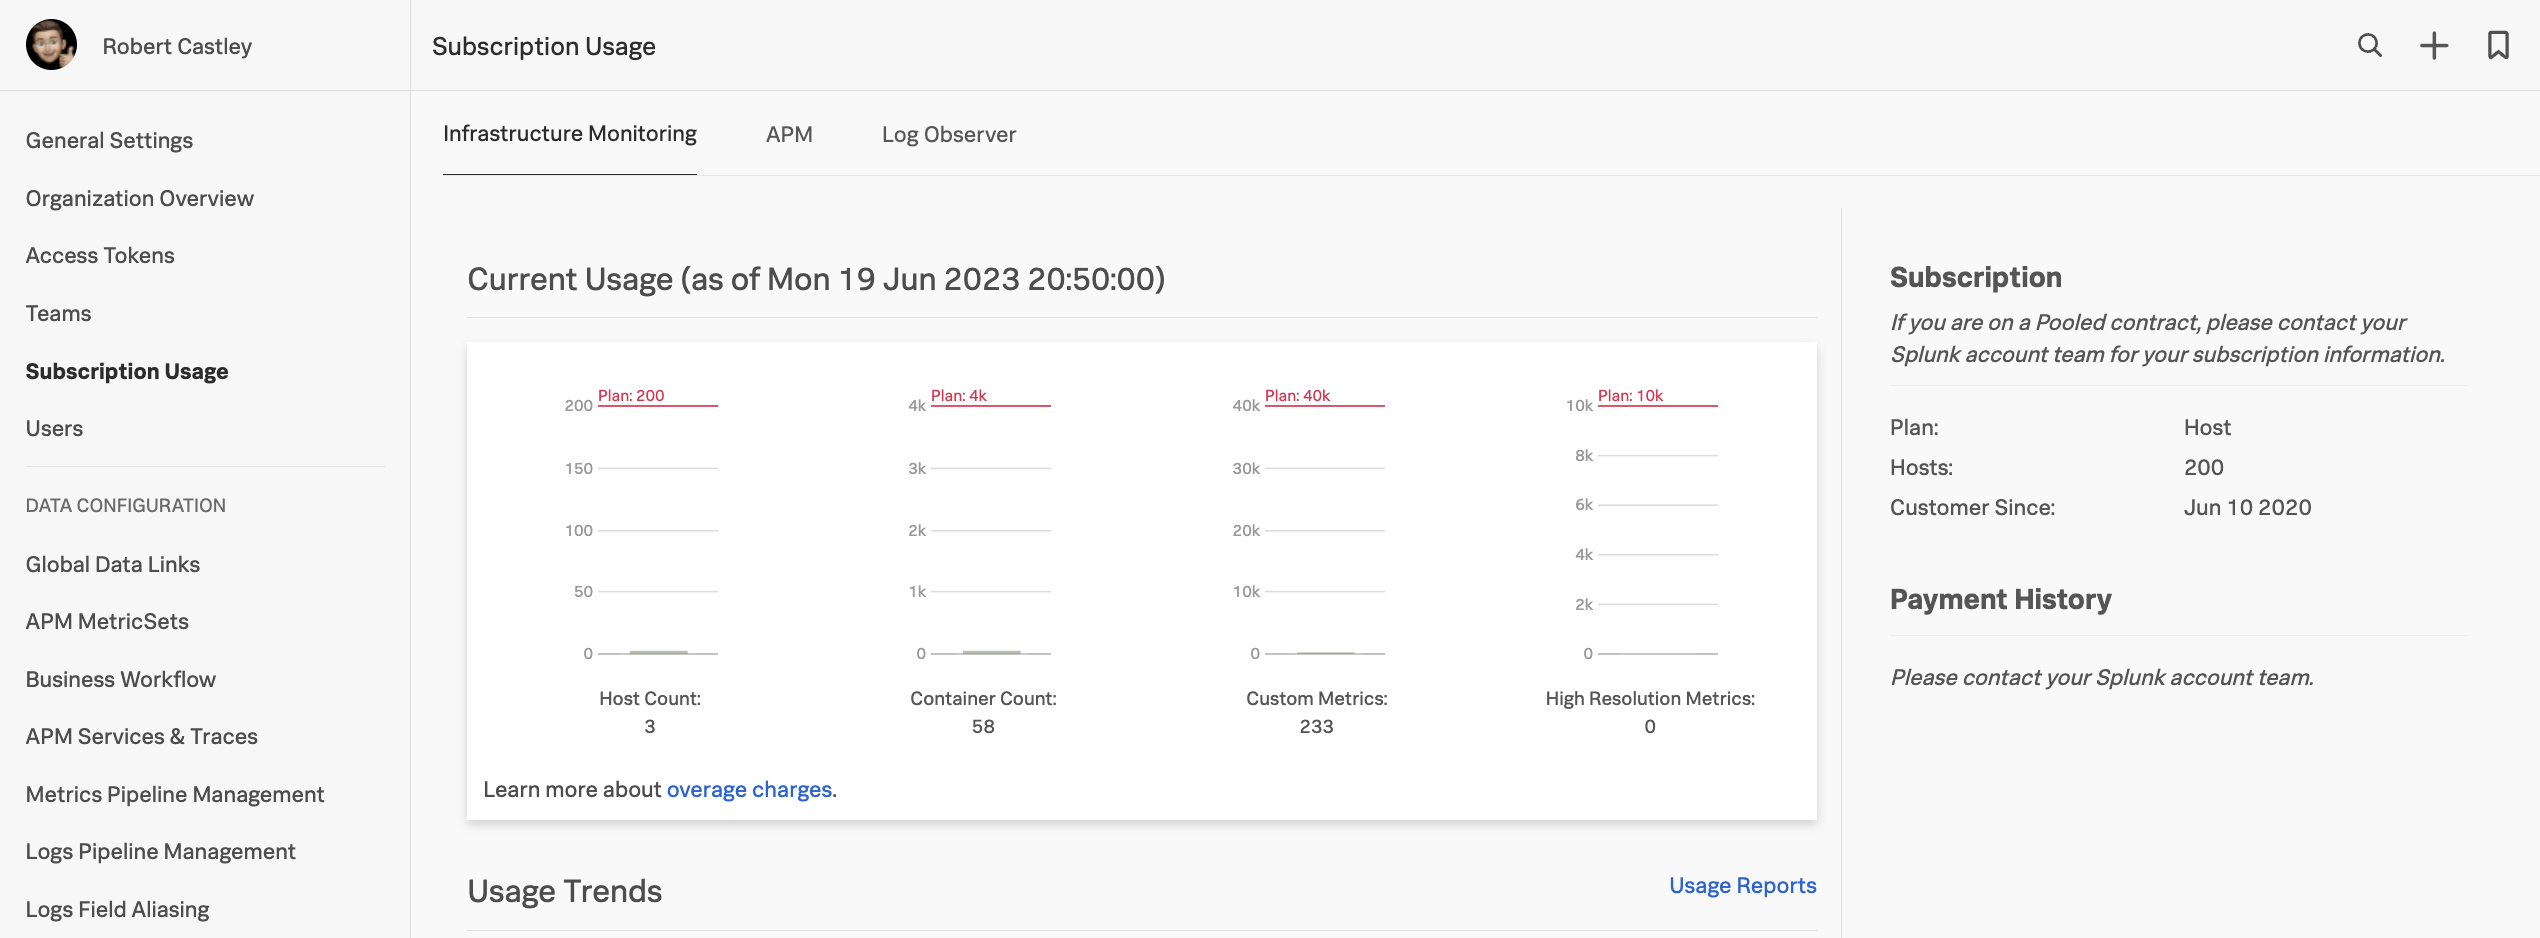 Robert Castley
Subscription Usage
General Settings
Organization Overview
Access Tokens
Teams
Subscription Usage
Users
DATA CONFIGURATION
Global Data Links
APM MetricSets
Business Workflow
APM Services & Traces
Metrics Pipeline Management
Logs Pipeline Management
Logs Field Aliasing
Infrastructure Monitoring
APM
Log Observer
Current Usage (as of Mon 19 Jun 2023 20:50:00)
Plan: 200
200
150
100
50
0
Host Count:
3
Plan: 4k
4k
3k
2k
1k
0
Container Count:
58
Plan: 40k
40k
30k
20k
10k
0
Custom Metrics:
233
Plan: 10k
10k
8k
6k
4k
2k
0
High Resolution Metrics:
0
Learn more about overage charges.
Usage Trends
Usage Reports
Subscription
If you are on a Pooled contract, please contact your
Splunk account team for your subscription information.
Plan: Host
Hosts: 200
Customer Since: Jun 10 2020
Payment History
Please contact your Splunk account team.